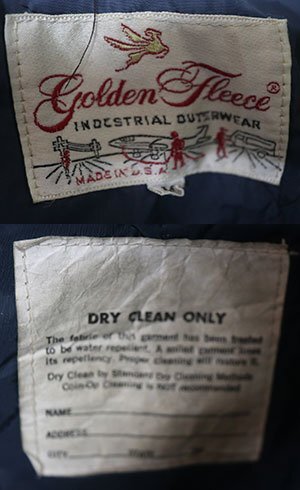 Golden Fleece®
INDUSTRIAL OUTERWEAR
MADE IN U.S.A.
DRY CLEAN ONLY
The fabric of this garment has been treated
to be water repellent. A soiled garment loses
its repellency. Proper cleaning will restore it.
Dry Clean by Standard Dry Cleaning Methods
Coin-Op Cleaning is NOT recommended
NAME
ADDRESS
CITY